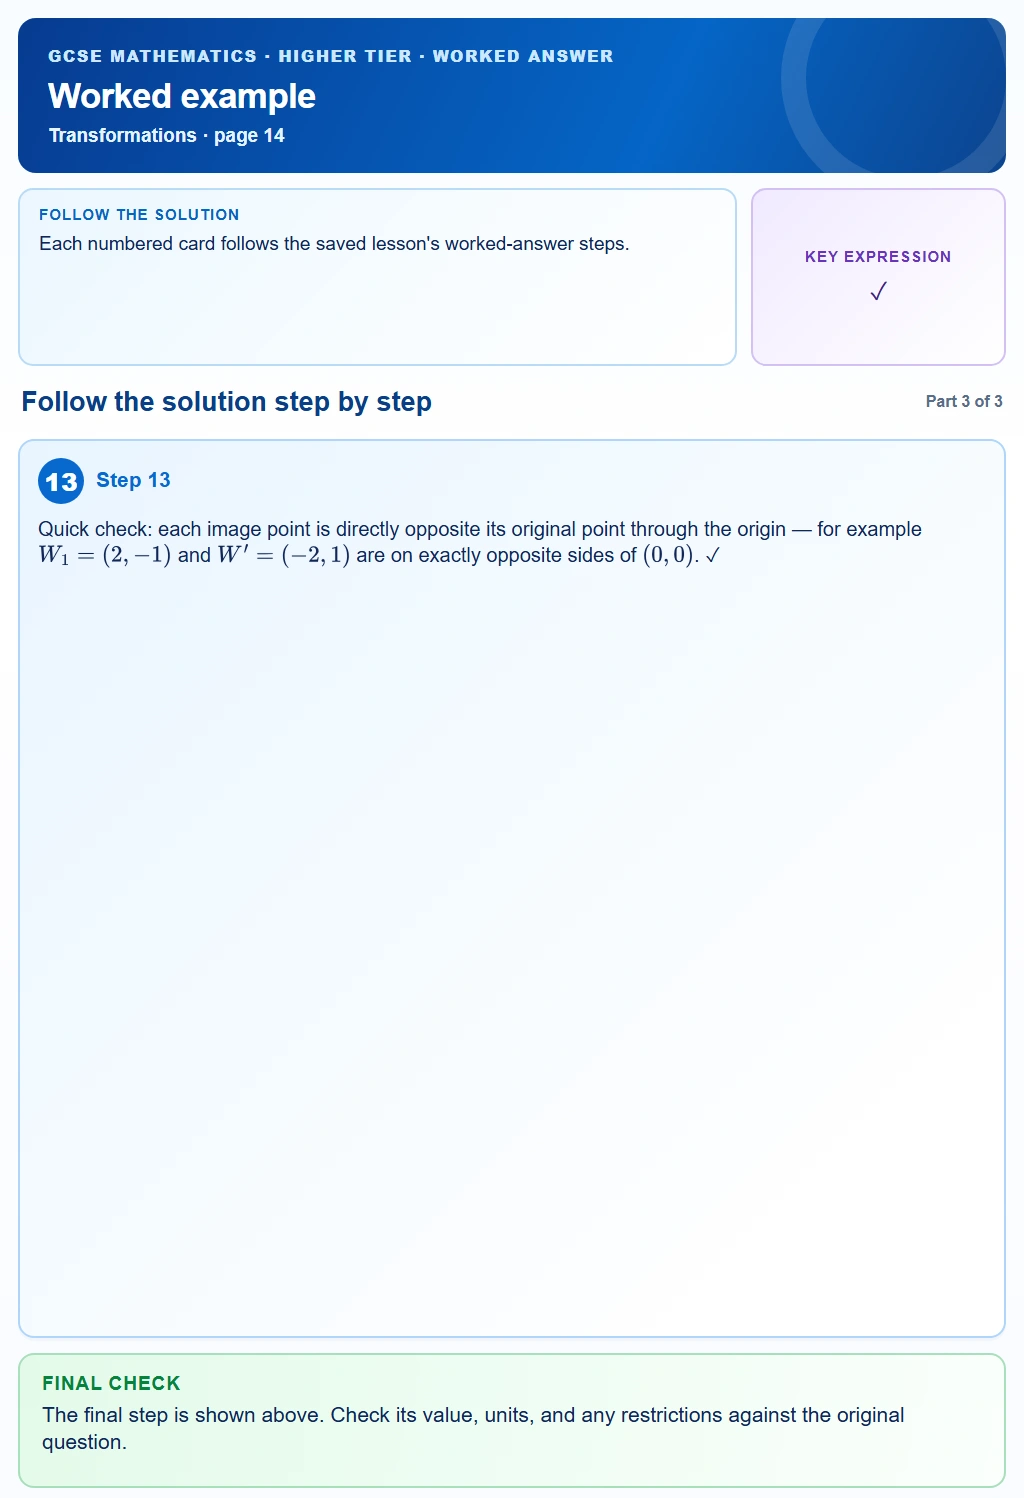 GCSE MATHEMATICS · HIGHER TIER · WORKED ANSWER
Worked example
Transformations · page 14
FOLLOW THE SOLUTION
Each numbered card follows the saved lesson's worked-answer steps.
KEY EXPRESSION
✓
Follow the solution step by step
Part 3 of 3
13 Step 13
Quick check: each image point is directly opposite its original point through the origin — for example
W₁ = (2, −1) and W′ = (−2, 1) are on exactly opposite sides of (0, 0). ✓
FINAL CHECK
The final step is shown above. Check its value, units, and any restrictions against the original
question.